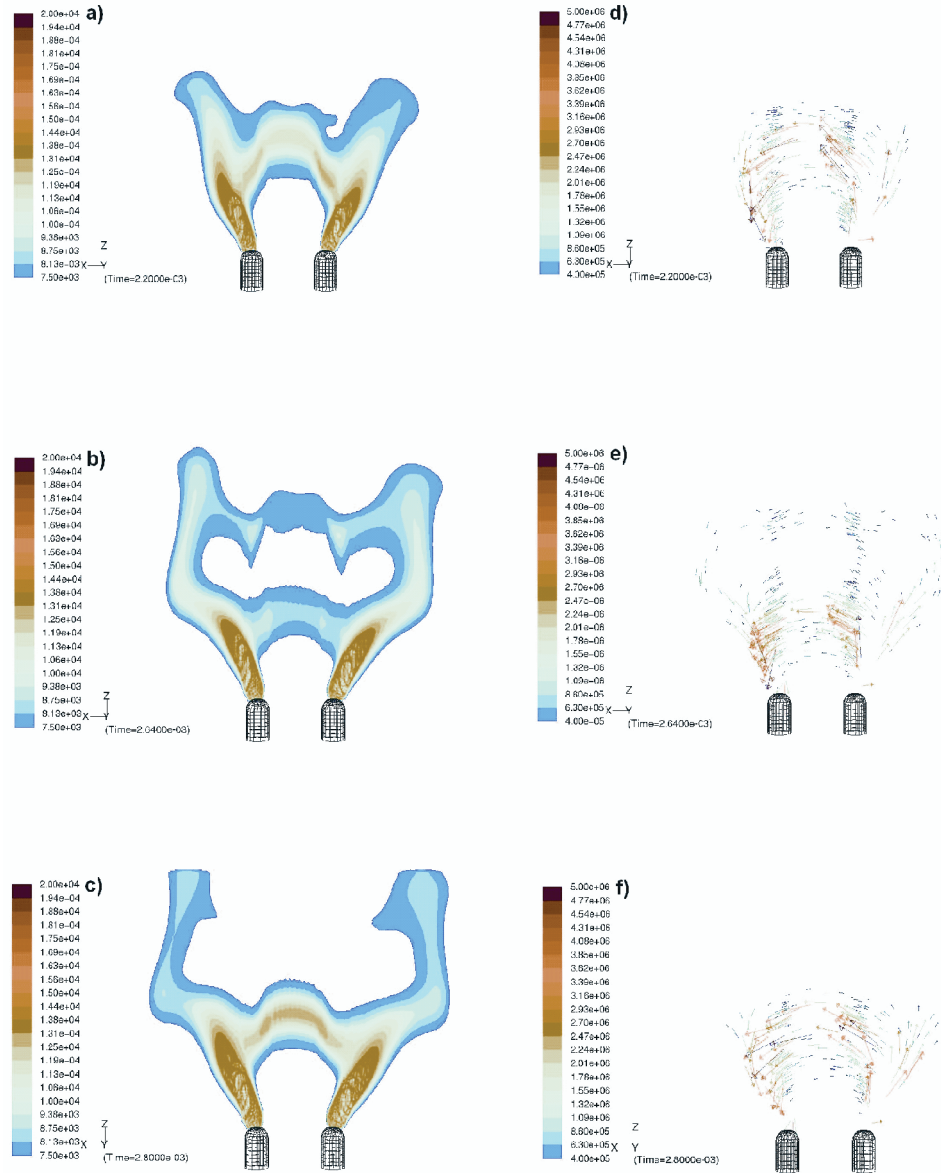 a)
2.00e+04
1.94e−04
1.88e−04
1.81e+04
1.75e−04
1.69e−04
1.63e−04
1.56e−04
1.50e−04
1.44e−04
1.38e+04
1.31e+04
1.25e−04
1.19e+04
1.13e+04
1.06e−04
1.00e−04
9.38e+03
8.75e+03
8.13e−03
7.50e+03
Z
X Y
(Time=2.2000e-03)
d)
5.00e+06
4.77e−06
4.54e+06
4.31e+06
4.08e+06
3.85e+06
3.62e+06
3.39e+06
3.16e+06
2.93e+06
2.70e+06
2.47e+06
2.24e+06
2.01e+06
1.78e+06
1.55e+06
1.32e+06
1.09e+06
8.60e+05
6.30e+05
4.00e+05
Z
X Y
(Time=2.2000e-03)
b)
2.00e+04
1.94e−04
1.88e+04
1.81e+04
1.75e+04
1.69e+04
1.63e+04
1.56e+04
1.50e+04
1.44e+04
1.38e+04
1.31e+04
1.25e+04
1.19e+04
1.13e+04
1.06e+04
1.00e+04
9.38e+03
8.75e+03
8.13e+03
7.50e+03
Z
X Y
(Time=2.6400e-03)
e)
5.00e+06
4.77e−06
4.54e+06
4.31e+06
4.08e−06
3.85e+06
3.62e+06
3.39e+06
3.16e−06
2.93e+06
2.70e+06
2.47e−06
2.24e−06
2.01e−06
1.78e−06
1.55e−06
1.32e−06
1.09e−06
8.60e+05
6.30e+05
4.00e−05
Z
X Y
(Time=2.6400e-03)
c)
2.00e+04
1.94e−04
1.88e+04
1.81e−04
1.75e+04
1.69e+04
1.63e+04
1.56e+04
1.50e+04
1.44e+04
1.38e+04
1.31e+04
1.25e+04
1.19e−04
1.13e+04
1.06e−04
1.00e+04
9.38e+03
8.75e+03
8.13e+03
7.50e+03
Z
X Y
(Time=2.8000e-03)
f)
5.00e+06
4.77e+06
4.54e+06
4.31e+06
4.08e+06
3.85e+06
3.62e+06
3.39e+06
3.16e+06
2.93e+06
2.70e+06
2.47e+06
2.24e+06
2.01e+06
1.78e+06
1.55e+06
1.32e+06
1.09e+06
8.60e+05
6.30e+05
4.00e+05
Z
X Y
(Time=2.8000e-03)